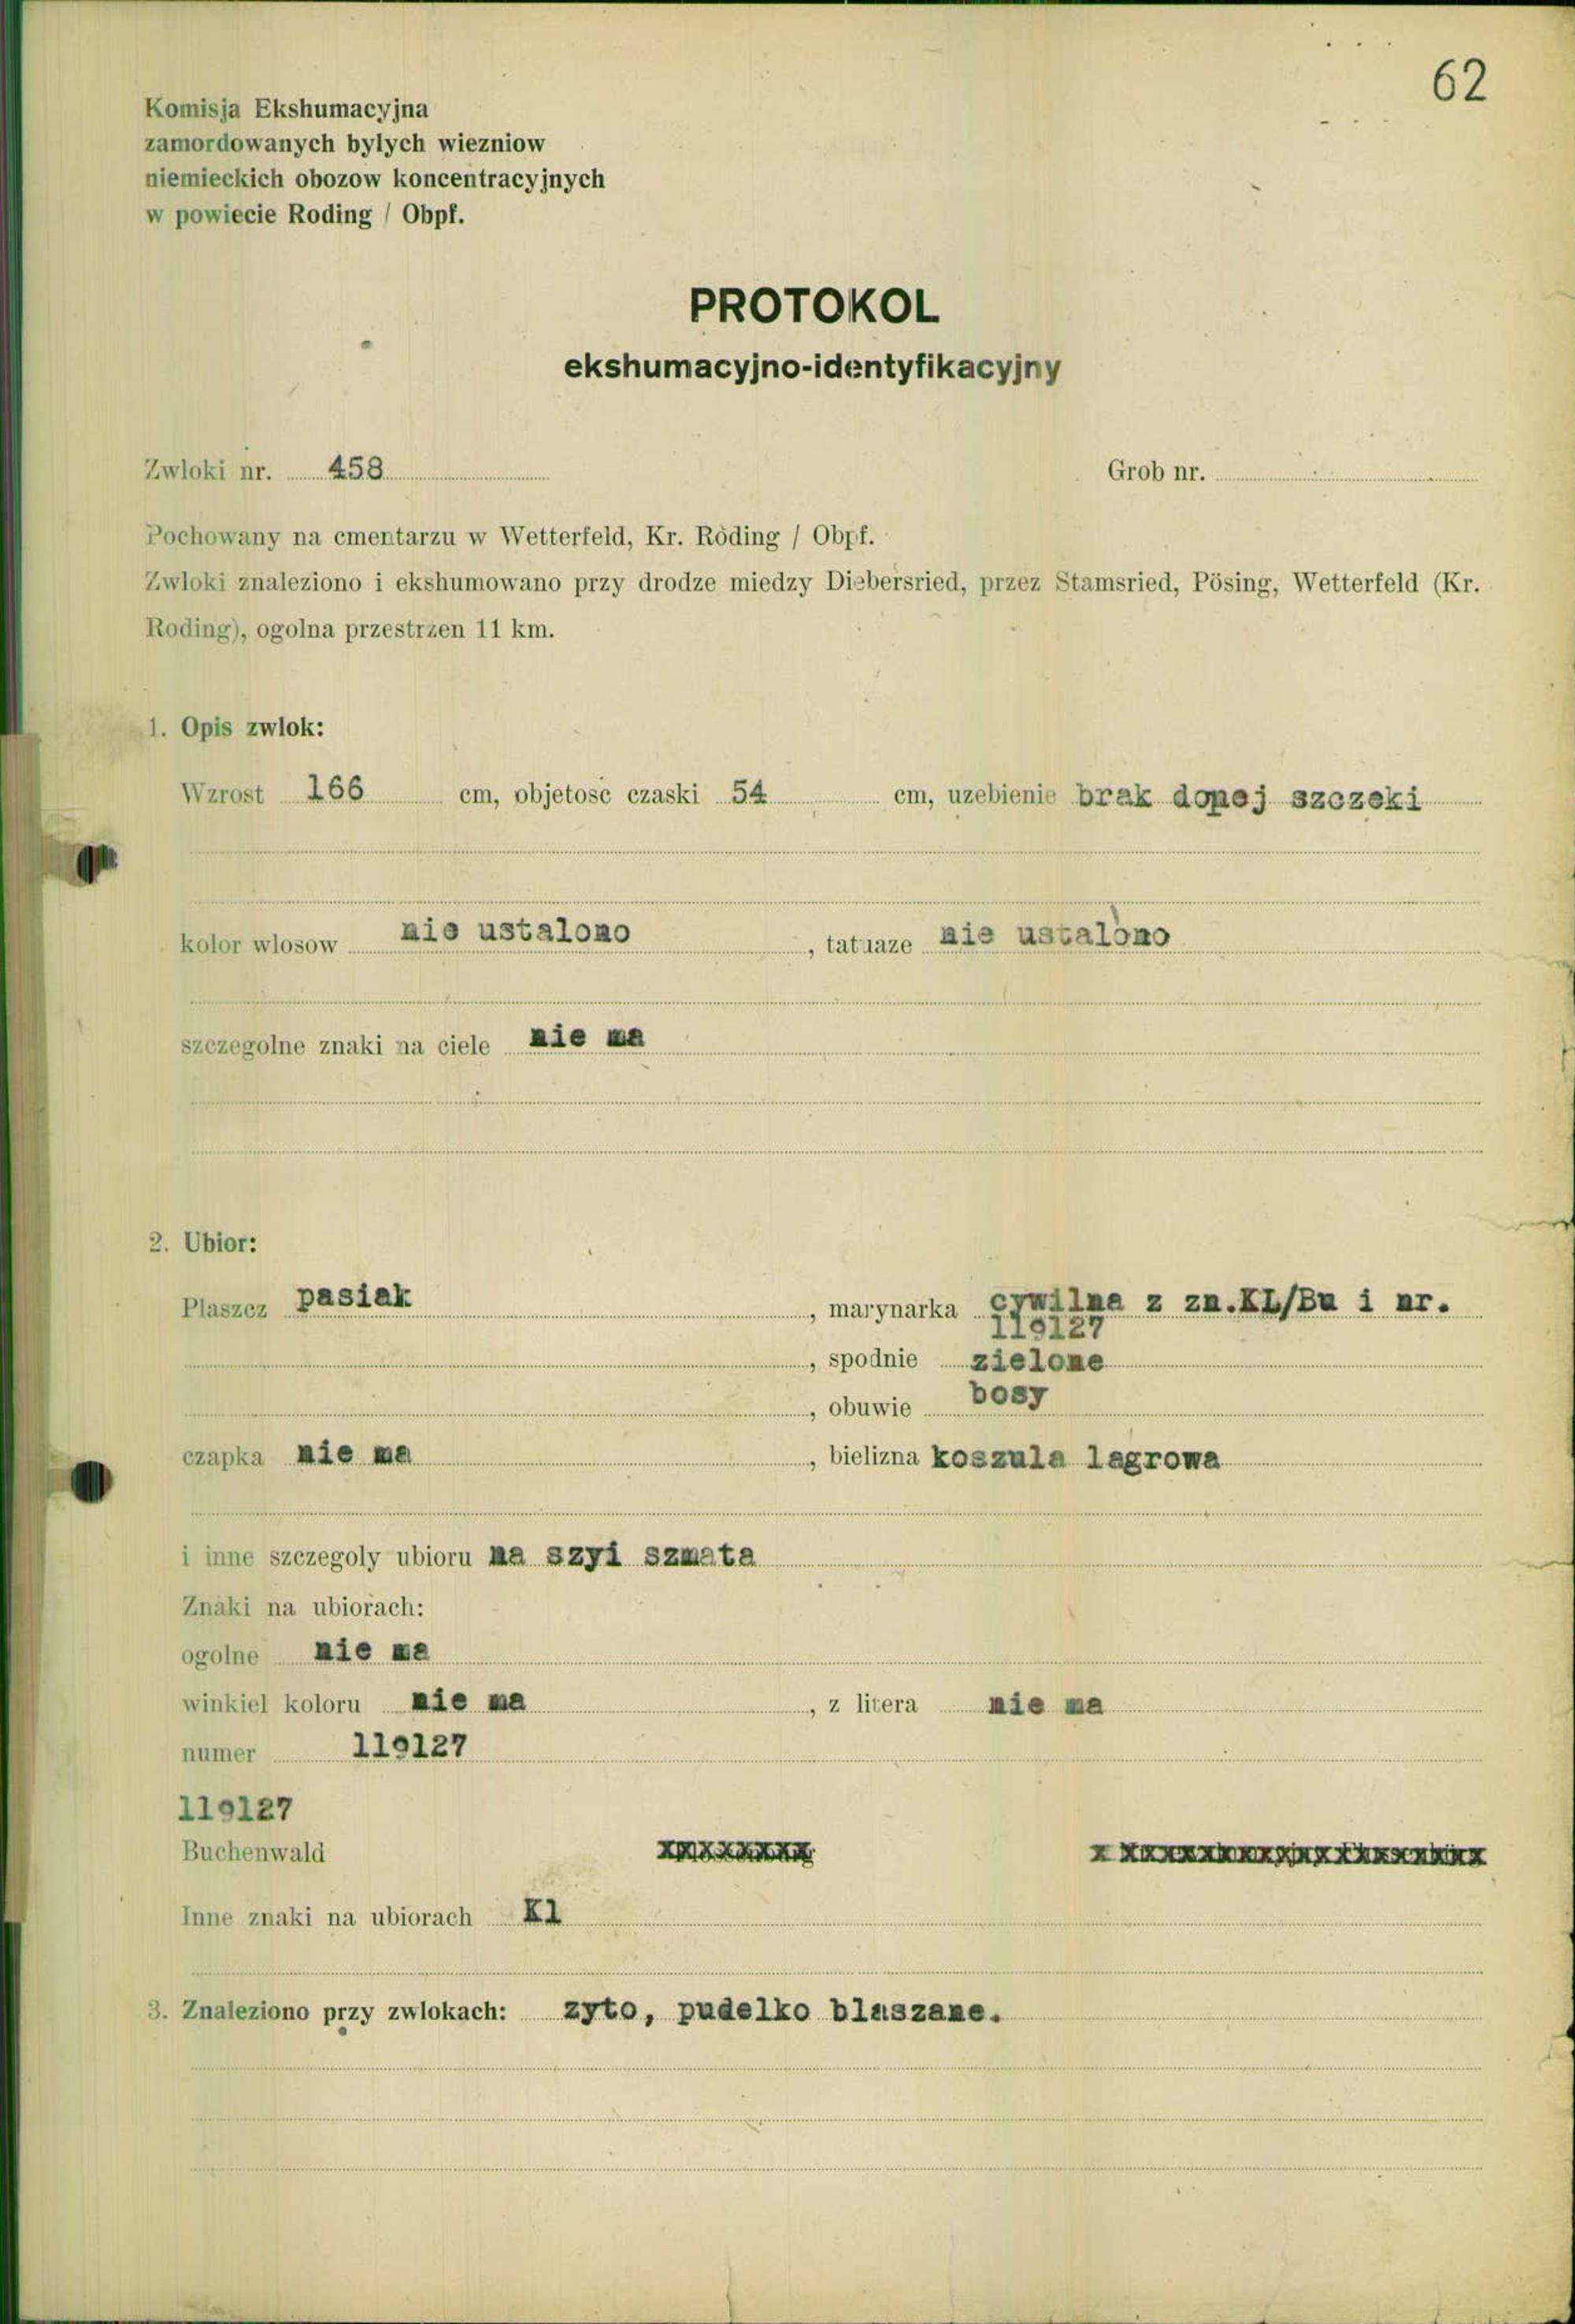 62
Komisja Ekshumacyjna
zamordowanych bylych wiezniow
niemieckich obozow koncentracyjnych
w powiecie Roding / Obpf.
PROTOKOL
ekshumacyjno-identyfikacyjny
Zwloki nr. 458 Grob nr.
Pochowany na cmentarzu w Wetterfeld, Kr. Roding / Obpf.
Zwloki znaleziono i ekshumowano przy drodze miedzy Diebersried, przez Stamsried, Pösing, Wetterfeld (Kr.
Roding), ogolna przestrzen 11 km.
1. Opis zwlok:
Wzrost 166 cm, objetosc czaski 54 cm, uzebienie brak donej szczeki
kolor wlosow nie ustalono, tatuaze nie ustalono
szczegolne znaki na ciele nie ma
2. Ubior:
Plaszcz pasiak, marynarka cywilna z zn.KL/Bu i nr.
119127
, spodnie zielone
, obuwie bosy
czapka nie ma, bielizna koszula lagrowa
i inne szczegoly ubioru na szyi szmata
Znaki na ubiorach:
ogolne nie ma
winkiel koloru nie ma, z litera nie ma
numer 119127
119127
Buchenwald
Inne znaki na ubiorach Kl
3. Znaleziono przy zwlokach: zyto, pudelko blaszane.